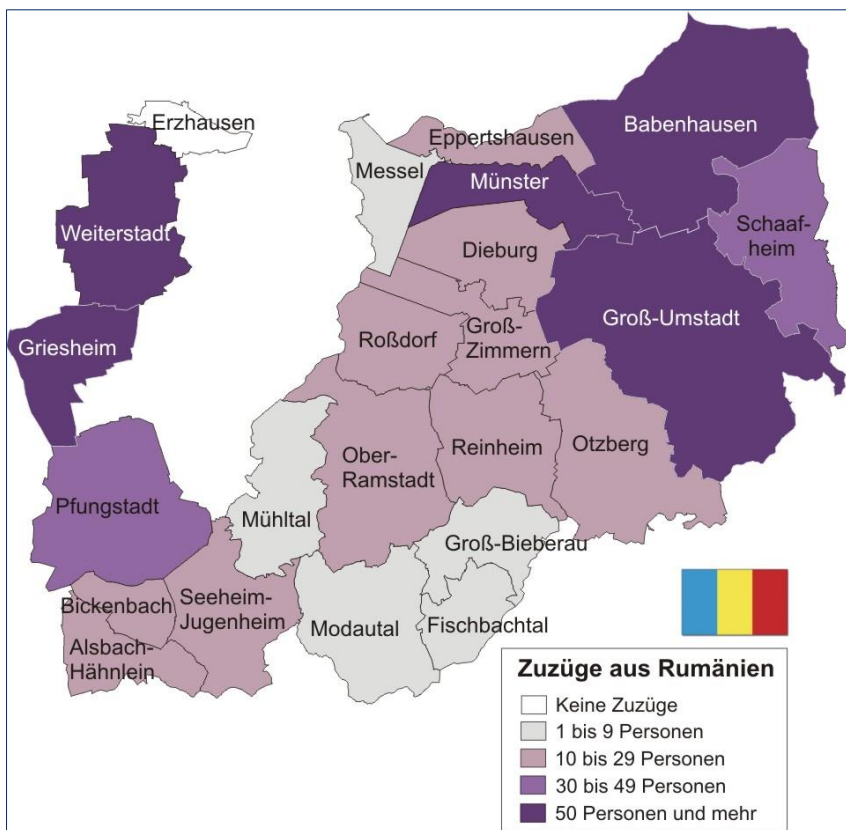 Erzhausen
Eppertshausen
Babenhausen
Messel
Münster
Weiterstadt
Schaaf-
heim
Dieburg
Groß-Umstadt
Griesheim
Roßdorf
Groß-
Zimmern
Ober-
Ramstadt
Reinheim
Otzberg
Pfungstadt
Mühltal
Groß-Bieberau
Bickenbach
Seeheim-
Jugenheim
Modautal
Fischbachtal
Alsbach-
Hähnlein
Zuzüge aus Rumänien
Keine Zuzüge
1 bis 9 Personen
10 bis 29 Personen
30 bis 49 Personen
50 Personen und mehr